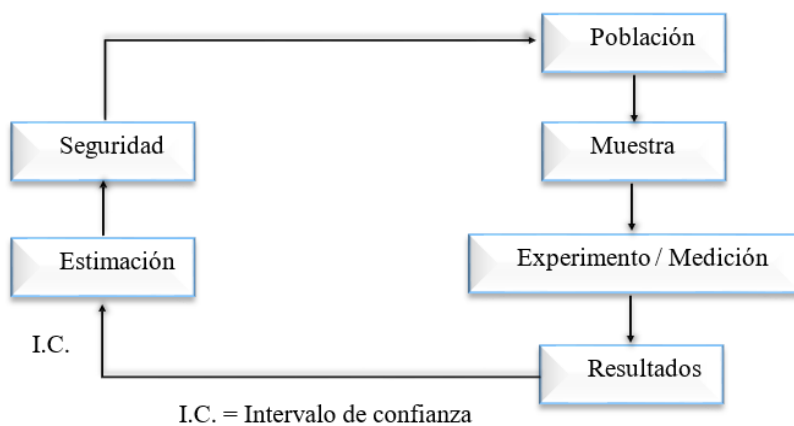 Población
Seguridad
Muestra
Estimación
Experimento / Medición
I.C.
Resultados
I.C. = Intervalo de confianza